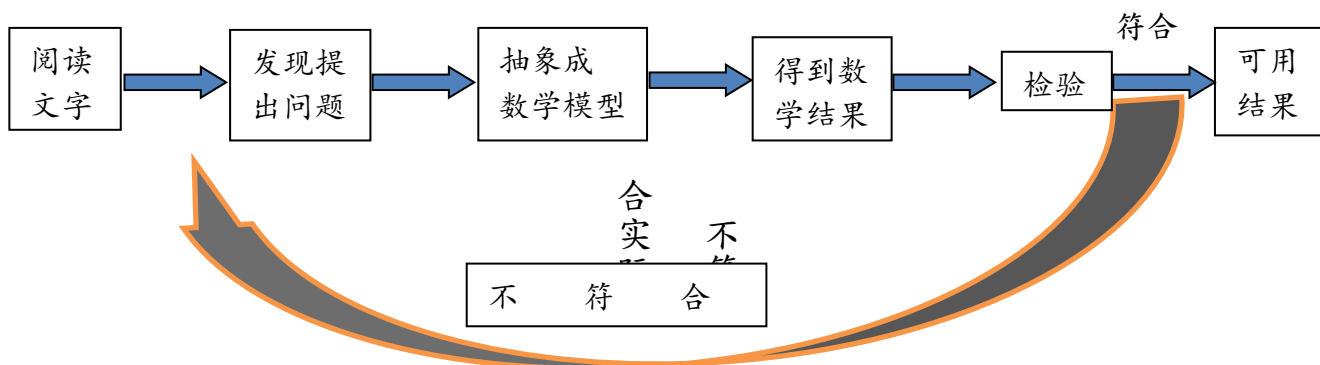 阅读
文字
发现提
出问题
抽象成
数学模型
得到数
学结果
检验
符合
可用
结果
合实
不
不 符 合